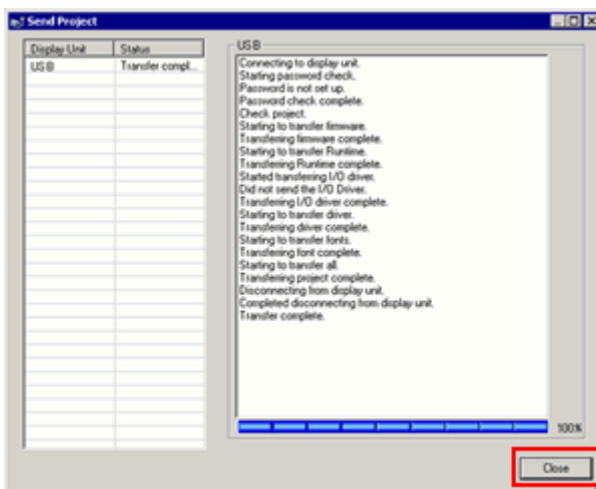 Send Project
Display Unit Status
USB Transfer compl...
USB
Connecting to display unit.
Starting password check.
Password is not set up.
Password check complete.
Check project.
Starting to transfer firmware.
Transferring firmware complete.
Starting to transfer Runtime.
Transferring Runtime complete.
Started transferring I/O driver.
Did not send the I/O Driver.
Transferring I/O driver complete.
Starting to transfer driver.
Transferring driver complete.
Starting to transfer fonts.
Transferring font complete.
Starting to transfer all.
Transferring project complete.
Disconnecting from display unit.
Completed disconnecting from display unit.
Transfer complete.
100%
Close